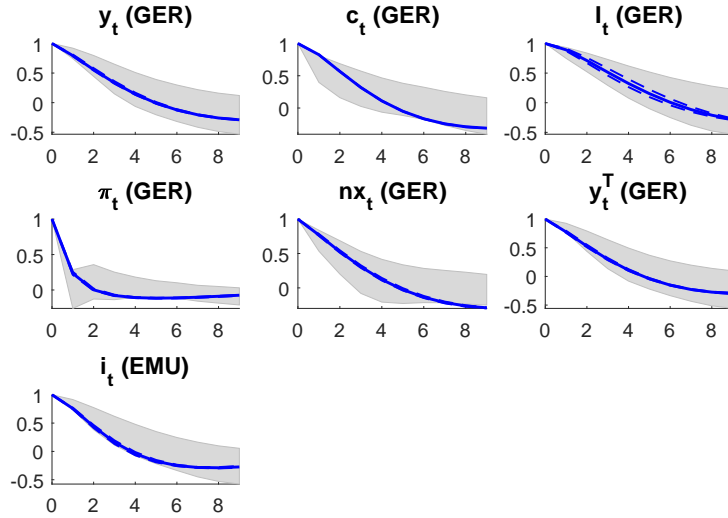 y_t (GER) c_t (GER) I_t (GER)
1 1 1
0.5 0.5 0.5
0 0 0
-0.5 -0.5
0 2 4 6 8 0 2 4 6 8 0 2 4 6 8
π_t (GER) nx_t (GER) y_t^T (GER)
1 1 1
0.5 0.5 0.5
0 0 0
-0.5
0 2 4 6 8 0 2 4 6 8 0 2 4 6 8
i_t (EMU)
1
0.5
0
-0.5
0 2 4 6 8